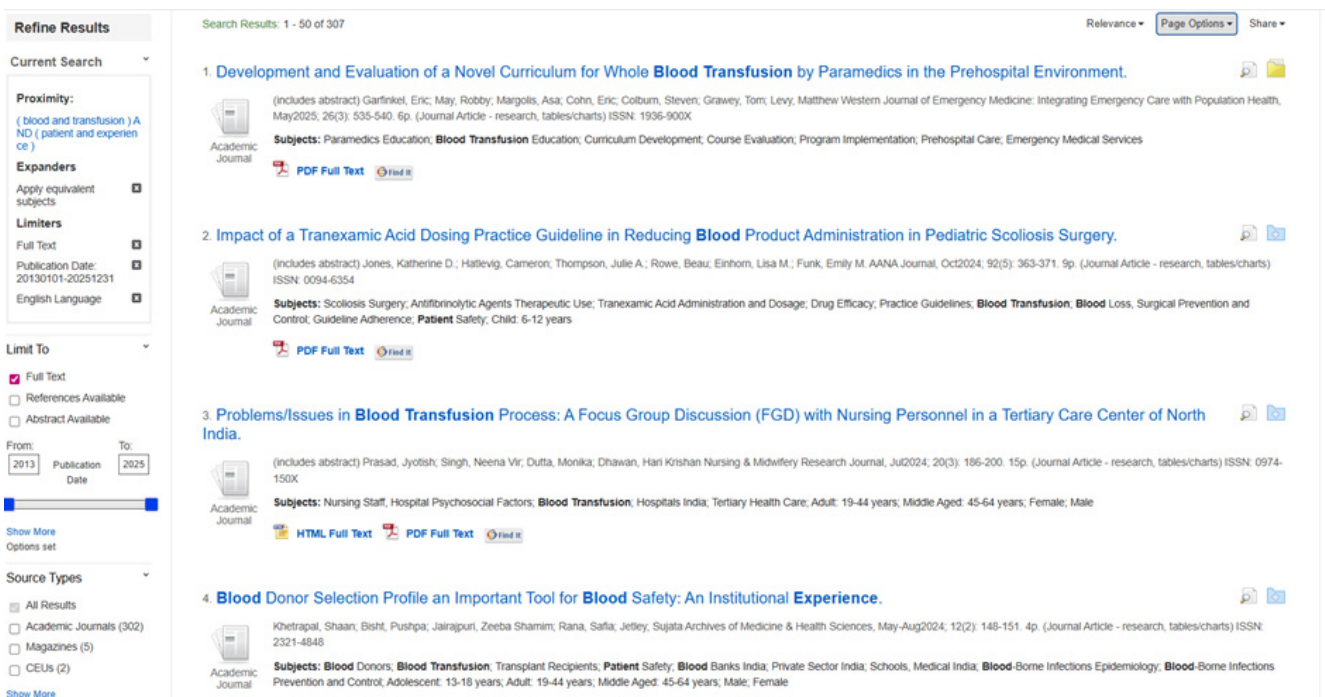 Refine Results
Current Search
Proximity:
( blood and transfusion ) A
ND ( patient and experien
ce )
Expanders
Apply equivalent
subjects
Limiters
Full Text
Publication Date:
20130101-20251231
English Language
Limit To
Full Text
References Available
Abstract Available
From: To:
2013 Publication Date 2025
Show More
Options set
Source Types
All Results
Academic Journals (302)
Magazines (5)
CEUs (2)
Show More
Search Results: 1 - 50 of 307
Relevance Page Options Share
1. Development and Evaluation of a Novel Curriculum for Whole Blood Transfusion by Paramedics in the Prehospital Environment.
(includes abstract) Garfinkel, Eric; May, Robby; Margolis, Asa; Cohn, Eric; Colburn, Steven; Grawey, Tom; Levy, Matthew Western Journal of Emergency Medicine: Integrating Emergency Care with Population Health,
May2025; 26(3): 535-540. 6p. (Journal Article - research, tables/charts) ISSN: 1936-900X
Academic
Journal
Subjects: Paramedics Education; Blood Transfusion Education; Curriculum Development; Course Evaluation; Program Implementation; Prehospital Care; Emergency Medical Services
PDF Full Text Find It
2. Impact of a Tranexamic Acid Dosing Practice Guideline in Reducing Blood Product Administration in Pediatric Scoliosis Surgery.
(includes abstract) Jones, Katherine D.; Hatlevig, Cameron; Thompson, Julie A.; Rowe, Beau; Einhorn, Lisa M.; Funk, Emily M. AANA Journal, Oct2024; 92(5): 363-371. 9p. (Journal Article - research, tables/charts)
ISSN: 0094-6354
Academic
Journal
Subjects: Scoliosis Surgery; Antifibrinolytic Agents Therapeutic Use; Tranexamic Acid Administration and Dosage; Drug Efficacy; Practice Guidelines; Blood Transfusion; Blood Loss, Surgical Prevention and
Control; Guideline Adherence; Patient Safety; Child: 6-12 years
PDF Full Text Find It
3. Problems/Issues in Blood Transfusion Process: A Focus Group Discussion (FGD) with Nursing Personnel in a Tertiary Care Center of North
India.
(includes abstract) Prasad, Jyotish; Singh, Neena Vir; Dutta, Monika; Dhawan, Hari Krishan Nursing & Midwifery Research Journal, Jul2024; 20(3): 186-200. 15p. (Journal Article - research, tables/charts) ISSN: 0974-
150X
Academic
Journal
Subjects: Nursing Staff, Hospital Psychosocial Factors; Blood Transfusion; Hospitals India; Tertiary Health Care; Adult: 19-44 years; Middle Aged: 45-64 years; Female; Male
HTML Full Text PDF Full Text Find It
4. Blood Donor Selection Profile an Important Tool for Blood Safety: An Institutional Experience.
Khetrapal, Shaan; Bisht, Pushpa; Jairajpuri, Zeeba Shamim; Rana, Safia; Jetley, Sujata Archives of Medicine & Health Sciences, May-Aug2024; 12(2): 148-151. 4p. (Journal Article - research, tables/charts) ISSN:
2321-4848
Academic
Journal
Subjects: Blood Donors; Blood Transfusion; Transplant Recipients; Patient Safety; Blood Banks India; Private Sector India; Schools, Medical India; Blood-Borne Infections Epidemiology; Blood-Borne Infections
Prevention and Control; Adolescent: 13-18 years; Adult: 19-44 years; Middle Aged: 45-64 years; Male; Female